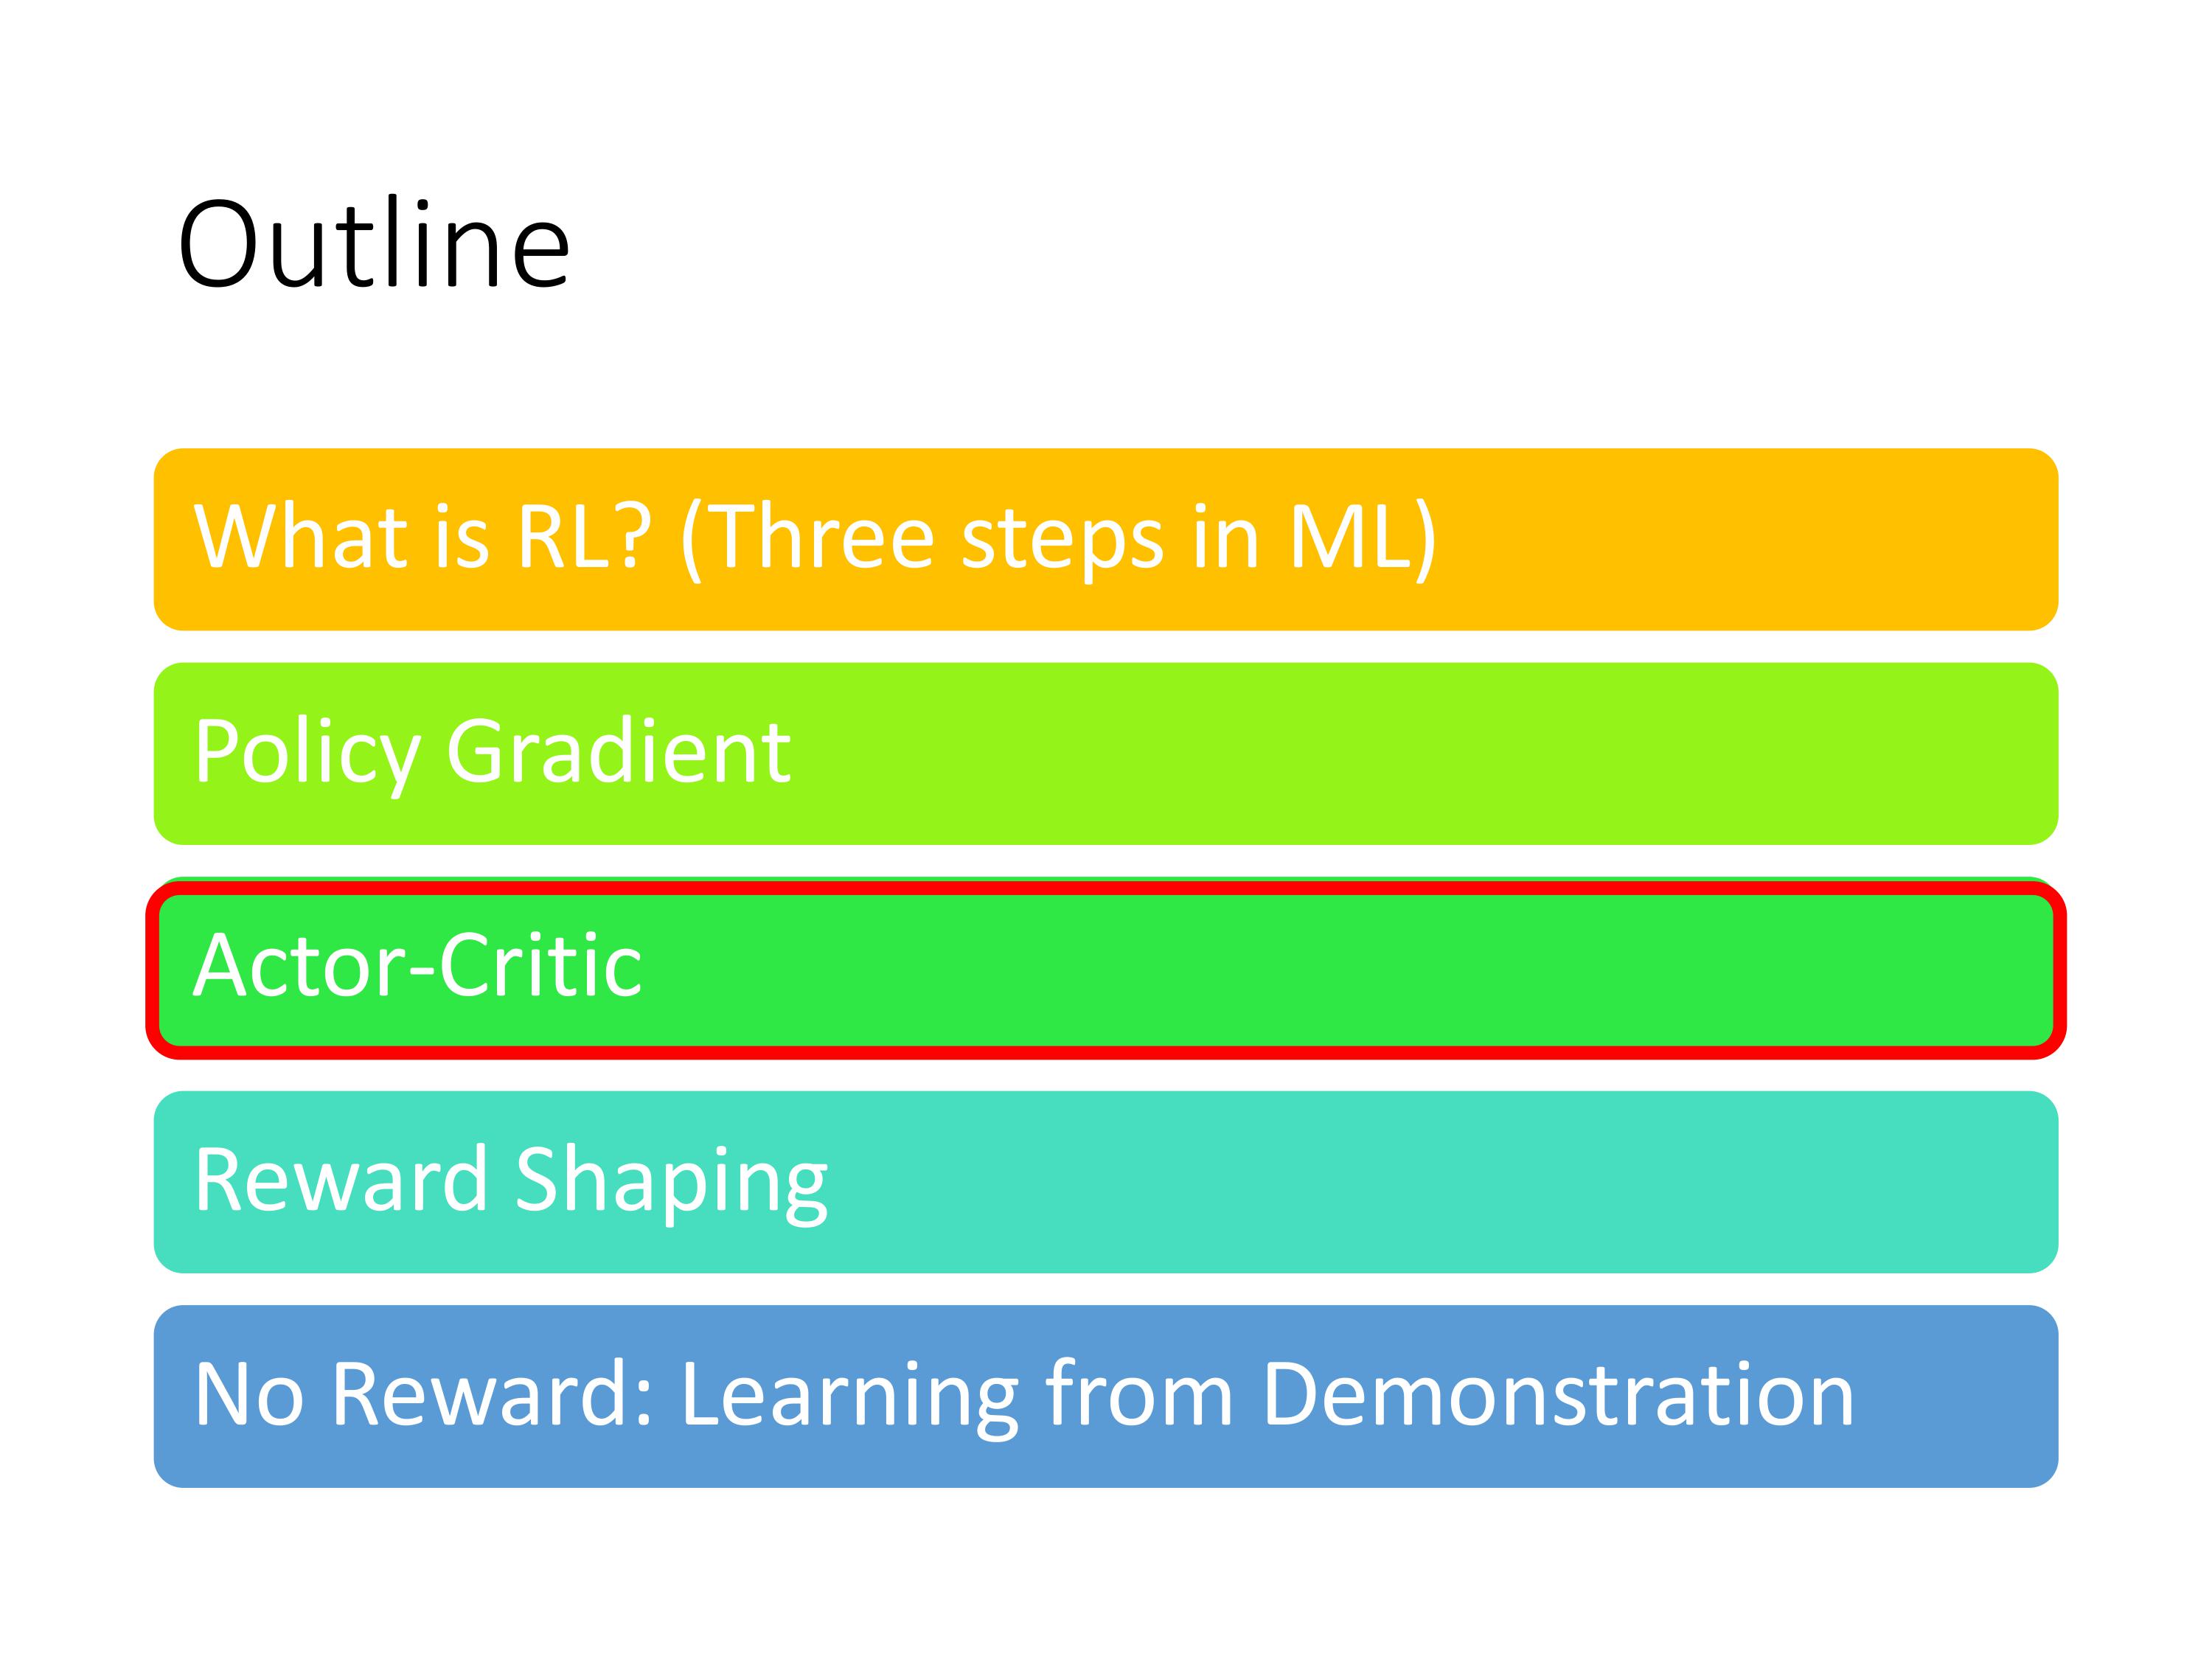 Outline
What is RL? (Three steps in ML)
Policy Gradient
Actor-Critic
Reward Shaping
No Reward: Learning from Demonstration